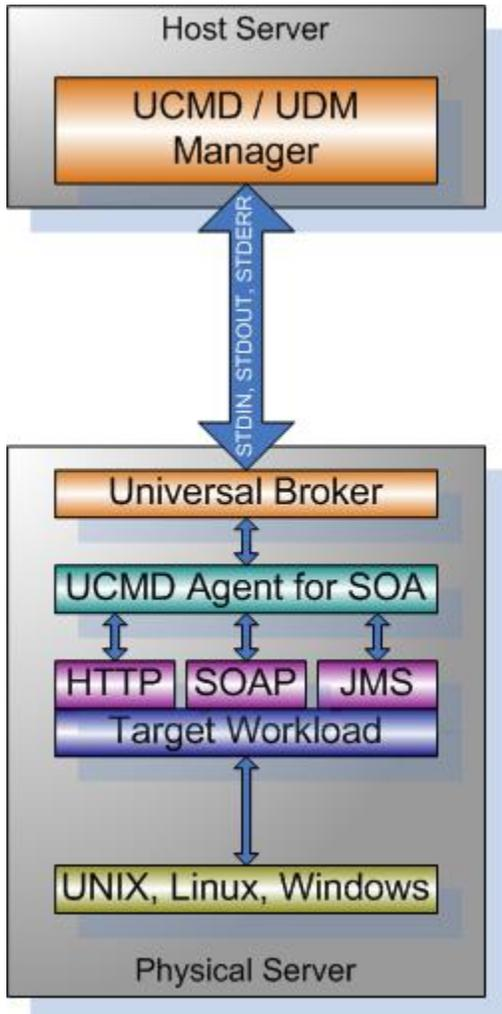 Host Server
UCMD / UDM
Manager
STDIN, STDOUT, STDERR
Universal Broker
UCMD Agent for SOA
HTTP SOAP JMS
Target Workload
UNIX, Linux, Windows
Physical Server